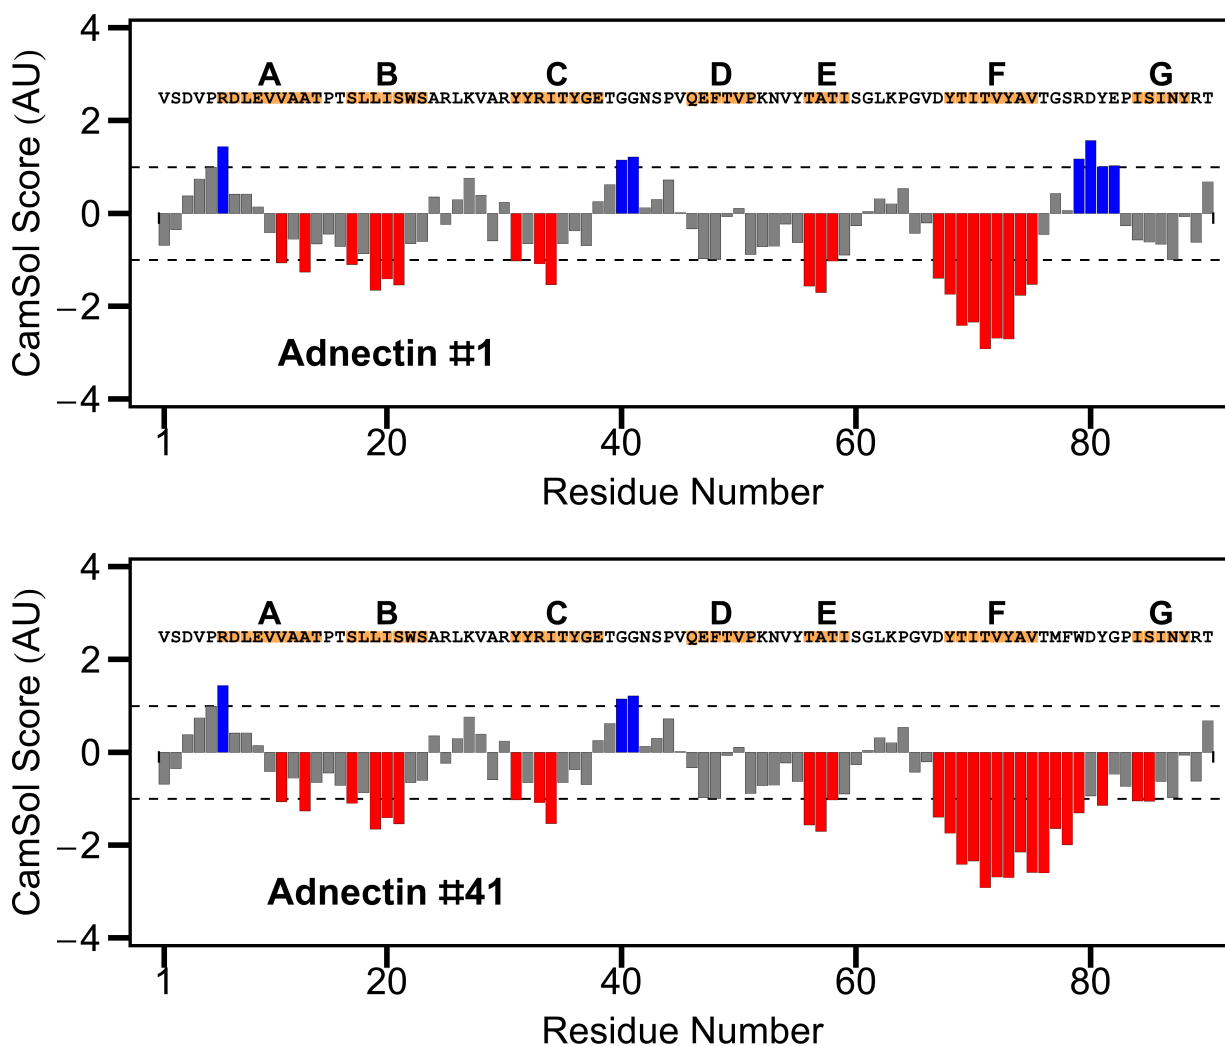 4
A B C D E F G
VSDVPRDLEVVAATPTSLLISWSARLKVARYYRITYGETGGNSPVQEFTVPKNVYTATISGLKPGVDYTITVYAVTGSRDYEPISINYRT
2
0
−2
−4
CamSol Score (AU)
Adnectin #1
1 20 40 60 80
Residue Number
4
A B C D E F G
VSDVPRDLEVVAATPTSLLISWSARLKVARYYRITYGETGGNSPVQEFTVPKNVYTATISGLKPGVDYTITVYAVTMFWDYGPISINYRT
2
0
−2
−4
CamSol Score (AU)
Adnectin #41
1 20 40 60 80
Residue Number